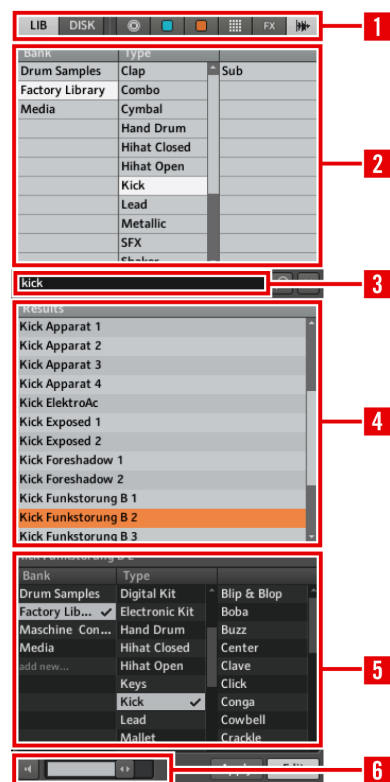 LIB DISK FX 1
Bank Type
Drum Samples Clap Sub
Factory Library Combo
Media Cymbal
Hand Drum
Hihat Closed
Hihat Open 2
Kick
Lead
Metallic
SFX
Shaker
kick 3
Results
Kick Apparat 1
Kick Apparat 2
Kick Apparat 3
Kick Apparat 4
Kick ElektroAc
Kick Exposed 1 4
Kick Exposed 2
Kick Foreshadow 1
Kick Foreshadow 2
Kick Funkstorung B 1
Kick Funkstorung B 2
Kick Funkstorung B 3
Kick Funkstorung B 2
Bank Type
Drum Samples Digital Kit Blip & Blop
Factory Lib... Electronic Kit Boba
Maschine Con... Hand Drum Buzz
Media Hihat Closed Center
add new... Hihat Open Clave 5
Keys Click
Kick Conga
Lead Cowbell
Mallet Crackle
Apply Edit 6